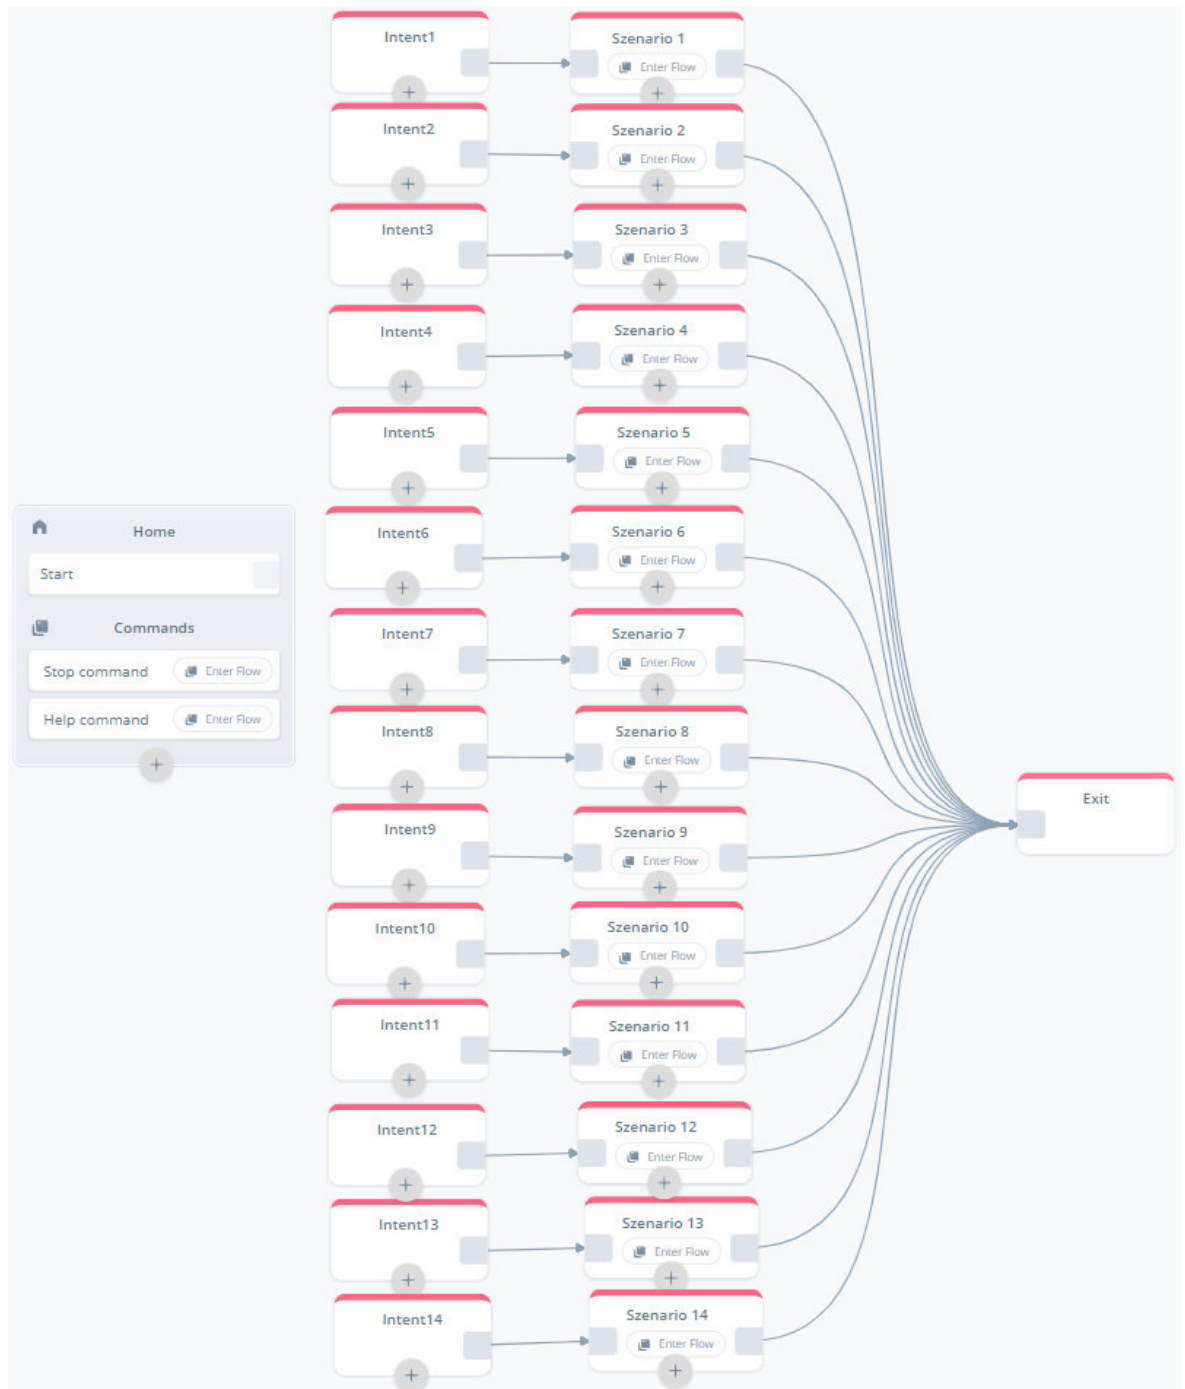 Intent1
Szenario 1
Enter Flow
Intent2
Szenario 2
Enter Flow
Intent3
Szenario 3
Enter Flow
Intent4
Szenario 4
Enter Flow
Intent5
Szenario 5
Enter Flow
Home
Start
Commands
Stop command Enter Flow
Help command Enter Flow
Intent6
Szenario 6
Enter Flow
Intent7
Szenario 7
Enter Flow
Intent8
Szenario 8
Enter Flow
Intent9
Szenario 9
Enter Flow
Intent10
Szenario 10
Enter Flow
Intent11
Szenario 11
Enter Flow
Intent12
Szenario 12
Enter Flow
Intent13
Szenario 13
Enter Flow
Intent14
Szenario 14
Enter Flow
Exit